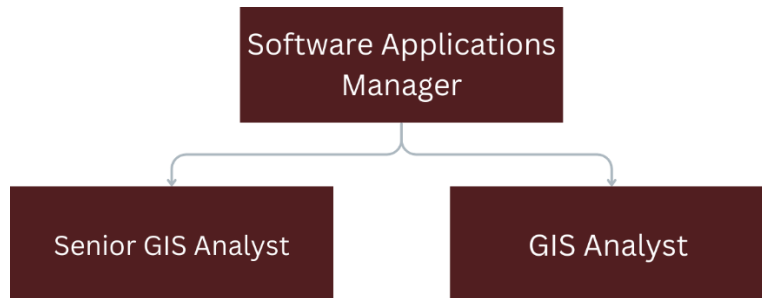 Software Applications
Manager
Senior GIS Analyst
GIS Analyst